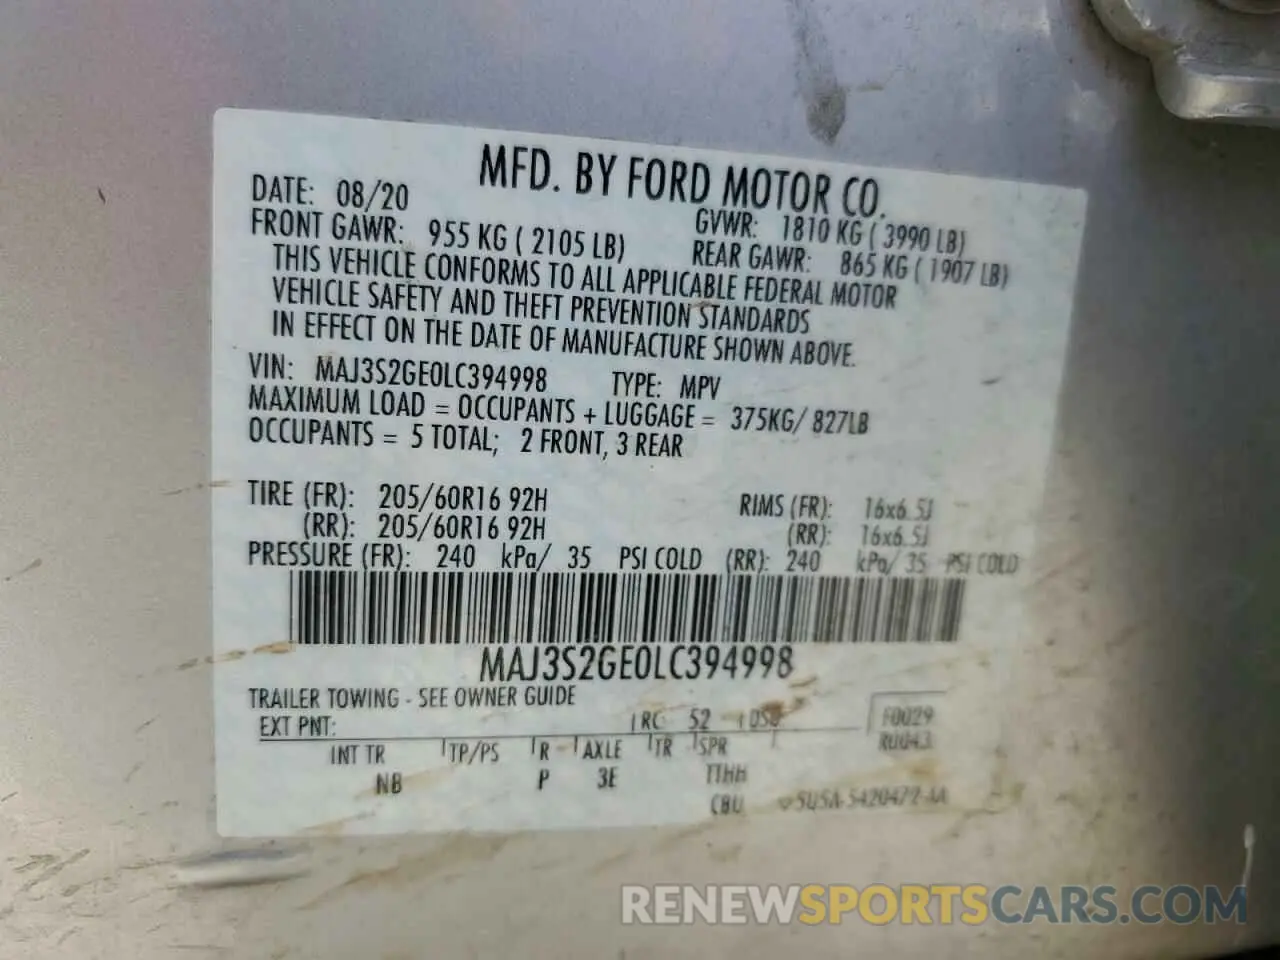 MFD. BY FORD MOTOR CO.
DATE: 08/20 GVWR: 1810 KG ( 3990 LB)
FRONT GAWR: 955 KG ( 2105 LB) REAR GAWR: 865 KG ( 1907 LB)
THIS VEHICLE CONFORMS TO ALL APPLICABLE FEDERAL MOTOR
VEHICLE SAFETY AND THEFT PREVENTION STANDARDS
IN EFFECT ON THE DATE OF MANUFACTURE SHOWN ABOVE.
VIN: MAJ3S2GE0LC394998 TYPE: MPV
MAXIMUM LOAD = OCCUPANTS + LUGGAGE = 375KG/ 827LB
OCCUPANTS = 5 TOTAL; 2 FRONT, 3 REAR
TIRE (FR): 205/60R16 92H RIMS (FR): 16x6.5J
(RR): 205/60R16 92H (RR): 16x6.5J
PRESSURE (FR): 240 kPa/ 35 PSI COLD (RR): 240 kPa/ 35 PSI COLD
MAJ3S2GE0LC394998
TRAILER TOWING - SEE OWNER GUIDE
EXT PNT: RC: 52 DSO F0029
RU043
INT TR TP/PS R AXLE TR SPR
NB P 3E TTHH
CBU
RENEWSPORTSCARS.COM